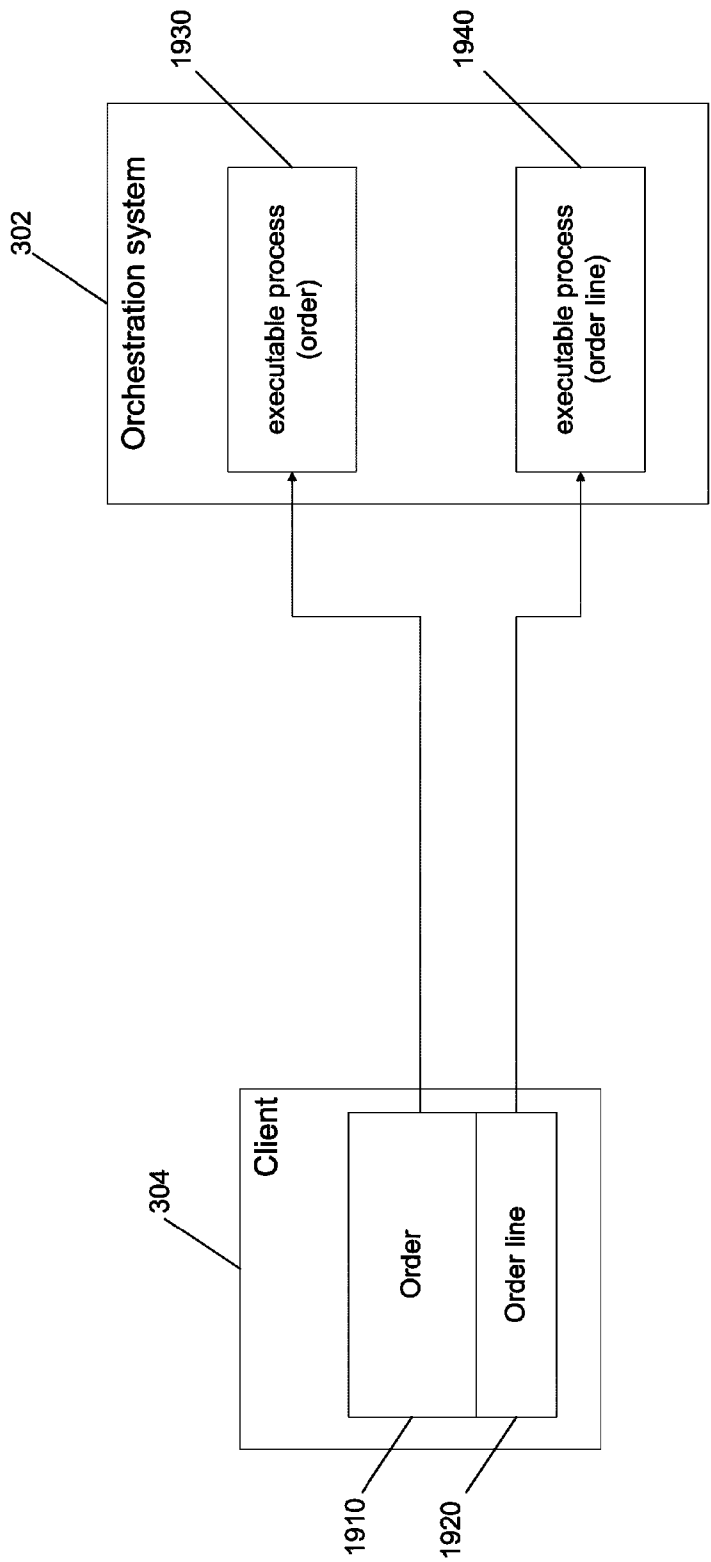 302
Orchestration system
1930
executable process
(order)
1940
executable process
(order line)
304
Client
Order
Order line
1910
1920